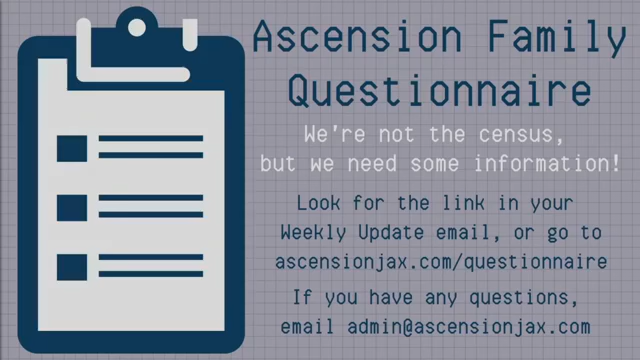 Ascension Family
Questionnaire
We're not the census,
but we need some information!
Look for the link in your
Weekly Update email, or go to
ascensionjax.com/questionnaire
If you have any questions,
email admin@ascensionjax.com